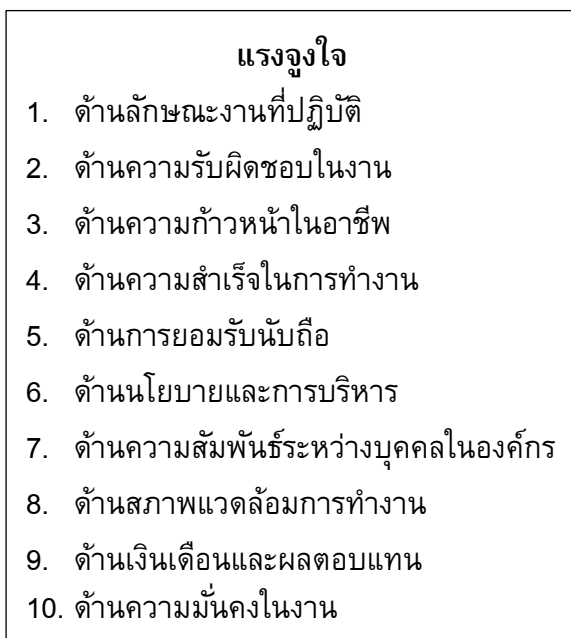 แรงจูงใจ
1. ด้านลักษณะงานที่ปฏิบัติ
2. ด้านความรับผิดชอบในงาน
3. ด้านความก้าวหน้าในอาชีพ
4. ด้านความสำเร็จในการทำงาน
5. ด้านการยอมรับนับถือ
6. ด้านนโยบายและการบริหาร
7. ด้านความสัมพันธ์ระหว่างบุคคลในองค์กร
8. ด้านสภาพแวดล้อมการทำงาน
9. ด้านเงินเดือนและผลตอบแทน
10. ด้านความมั่นคงในงาน